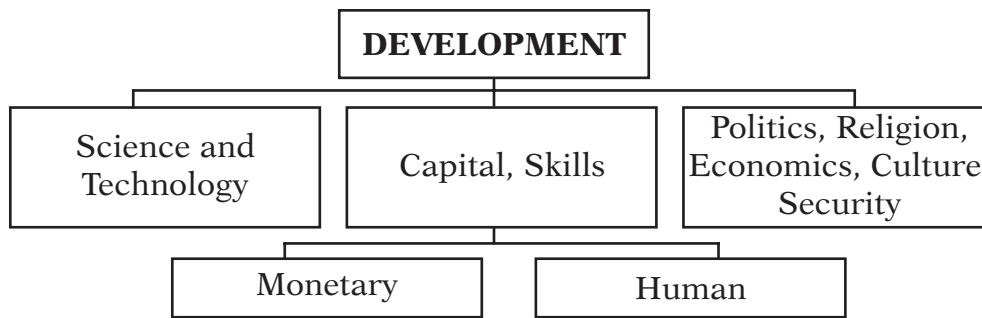 DEVELOPMENT
Science and
Technology
Capital, Skills
Politics, Religion,
Economics, Culture
Security
Monetary
Human